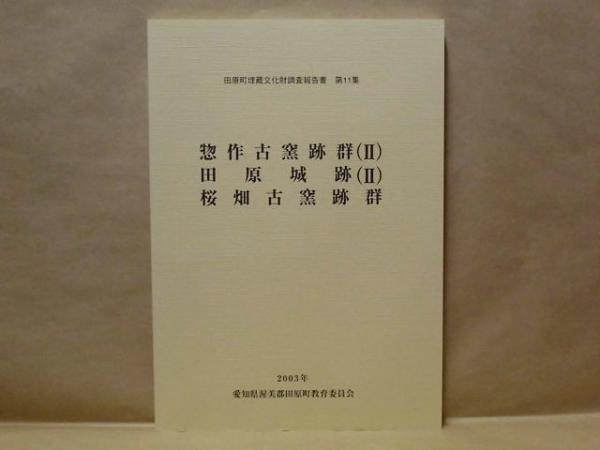 田原町埋蔵文化財調査報告書 第11集
惣作古窯跡群(Ⅱ)
田原城跡(Ⅱ)
桜畑古窯跡群
2003年
愛知県渥美郡田原町教育委員会